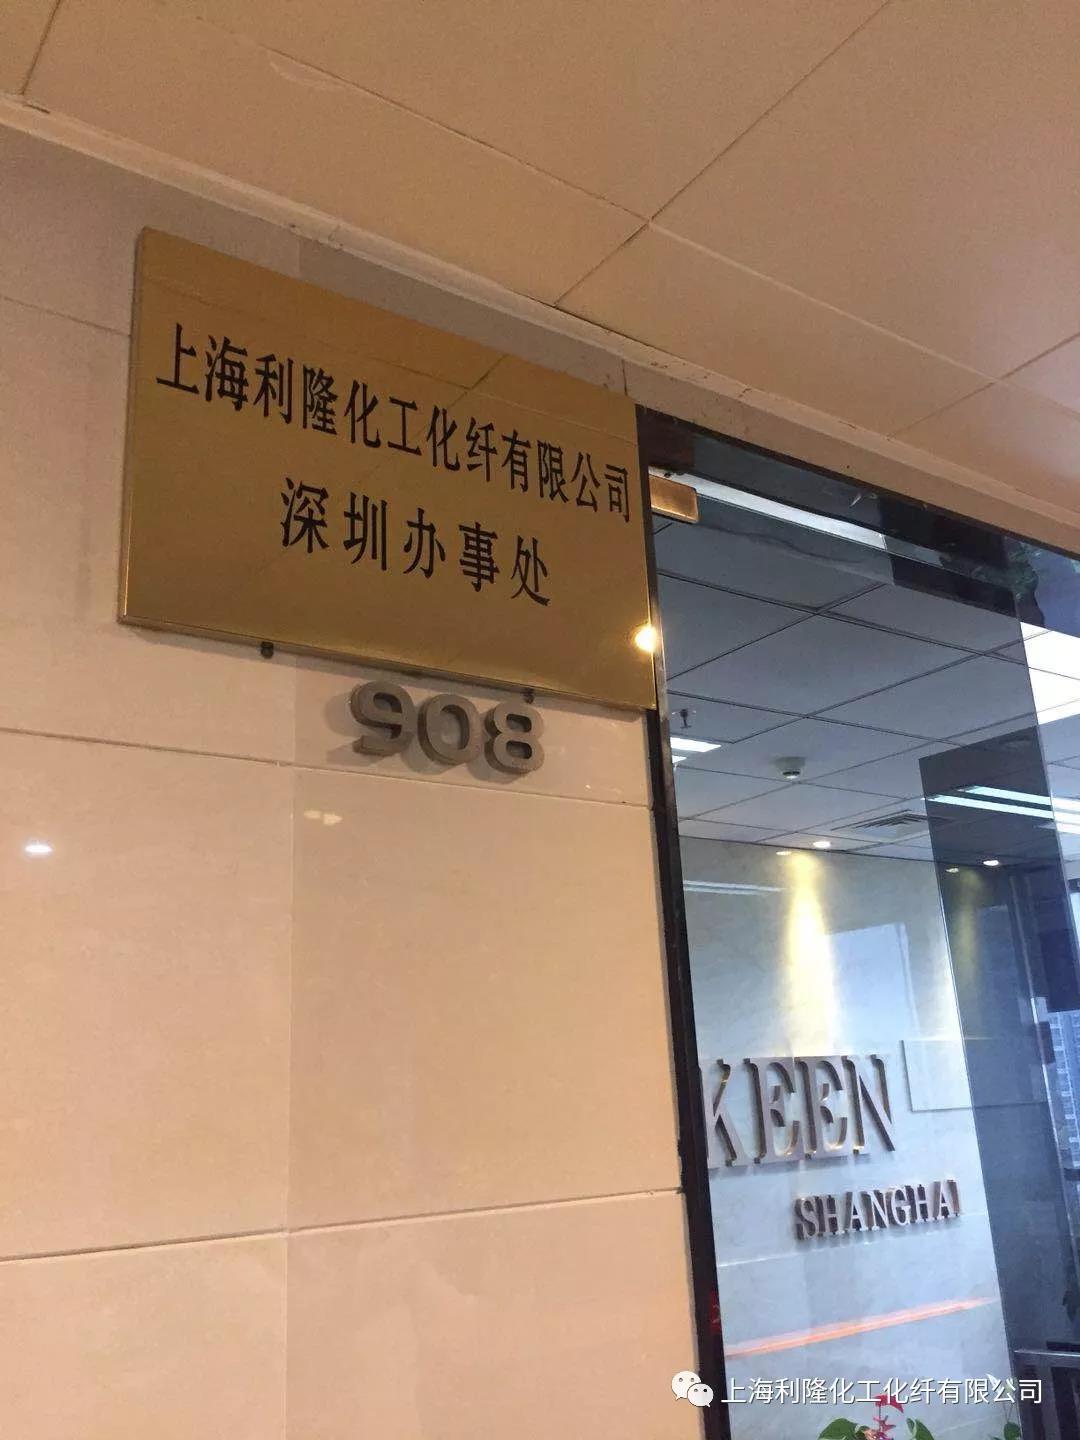 上海利隆化工化纤有限公司
深圳办事处
908
KEEN
SHANGHAI
上海利隆化工化纤有限公司